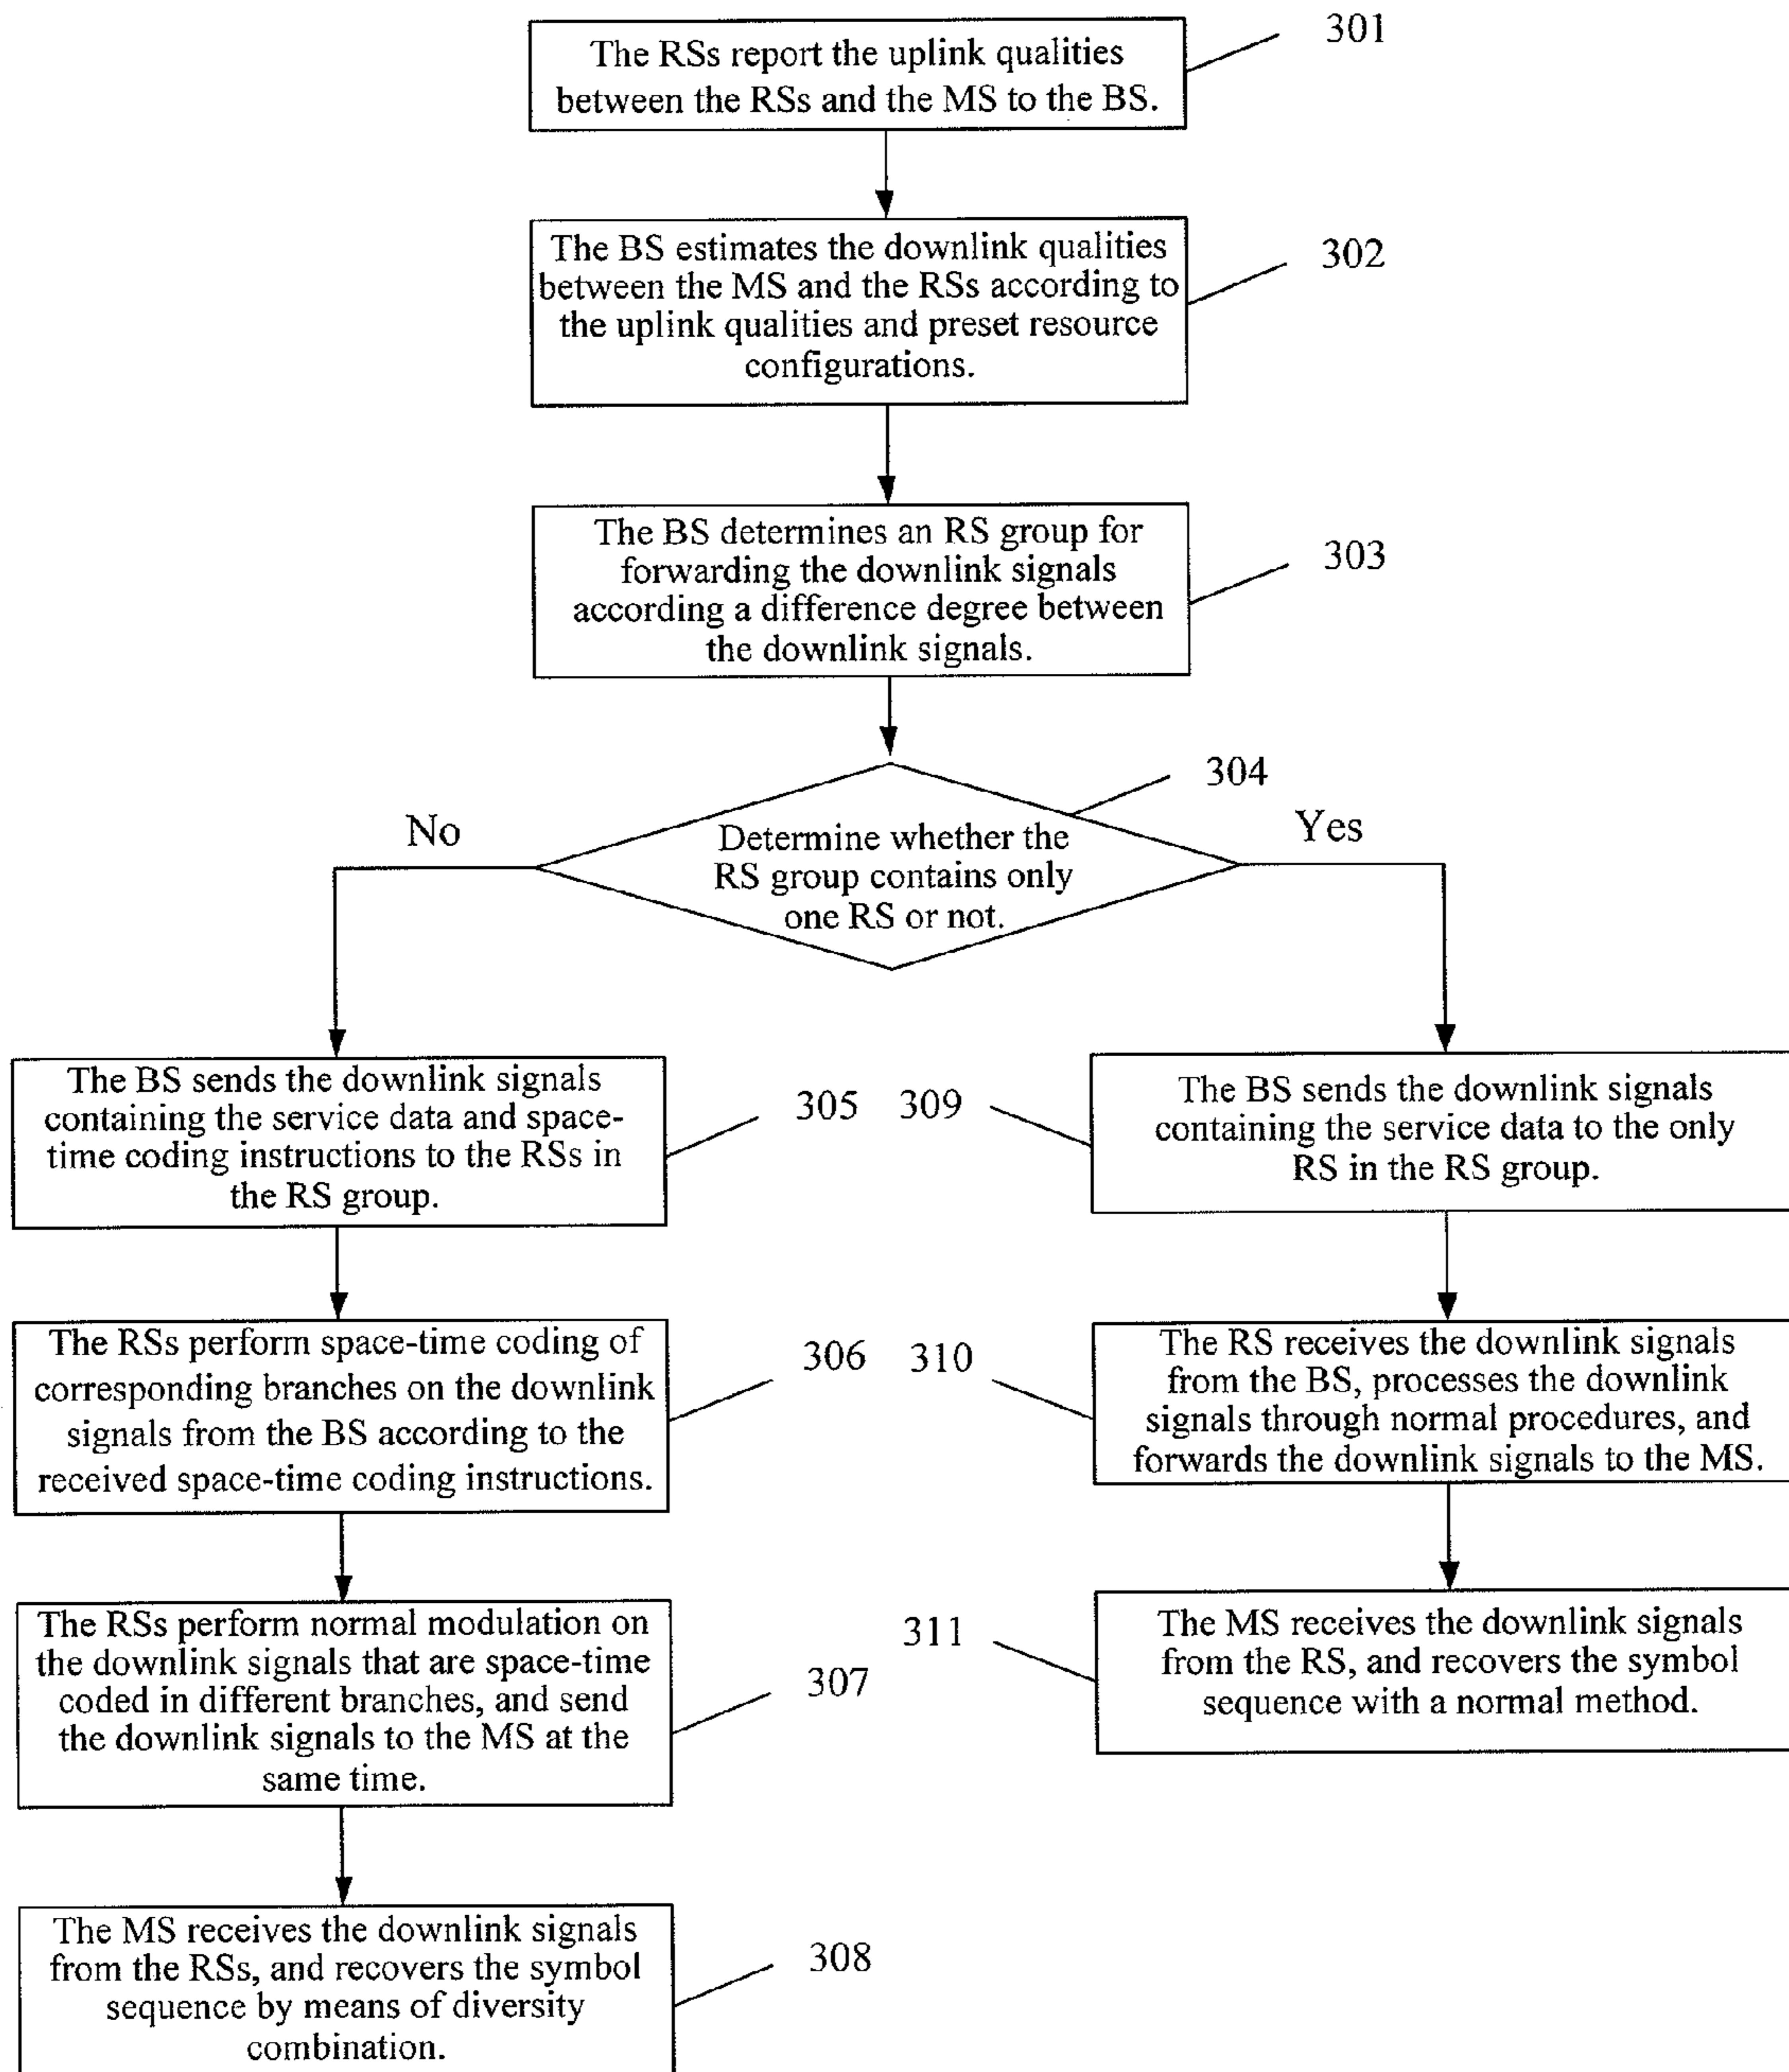 The RSs report the uplink qualities
between the RSs and the MS to the BS.
301
The BS estimates the downlink qualities
between the MS and the RSs according to
the uplink qualities and preset resource
configurations.
302
The BS determines an RS group for
forwarding the downlink signals
according a difference degree between
the downlink signals.
303
304
No
Yes
Determine whether the
RS group contains only
one RS or not.
The BS sends the downlink signals
containing the service data and space-
time coding instructions to the RSs in
the RS group.
305
309
The BS sends the downlink signals
containing the service data to the only
RS in the RS group.
The RSs perform space-time coding of
corresponding branches on the downlink
signals from the BS according to the
received space-time coding instructions.
306
310
The RS receives the downlink signals
from the BS, processes the downlink
signals through normal procedures, and
forwards the downlink signals to the MS.
The RSs perform normal modulation on
the downlink signals that are space-time
coded in different branches, and send
the downlink signals to the MS at the
same time.
307
311
The MS receives the downlink signals
from the RS, and recovers the symbol
sequence with a normal method.
The MS receives the downlink signals
from the RSs, and recovers the symbol
sequence by means of diversity
combination.
308